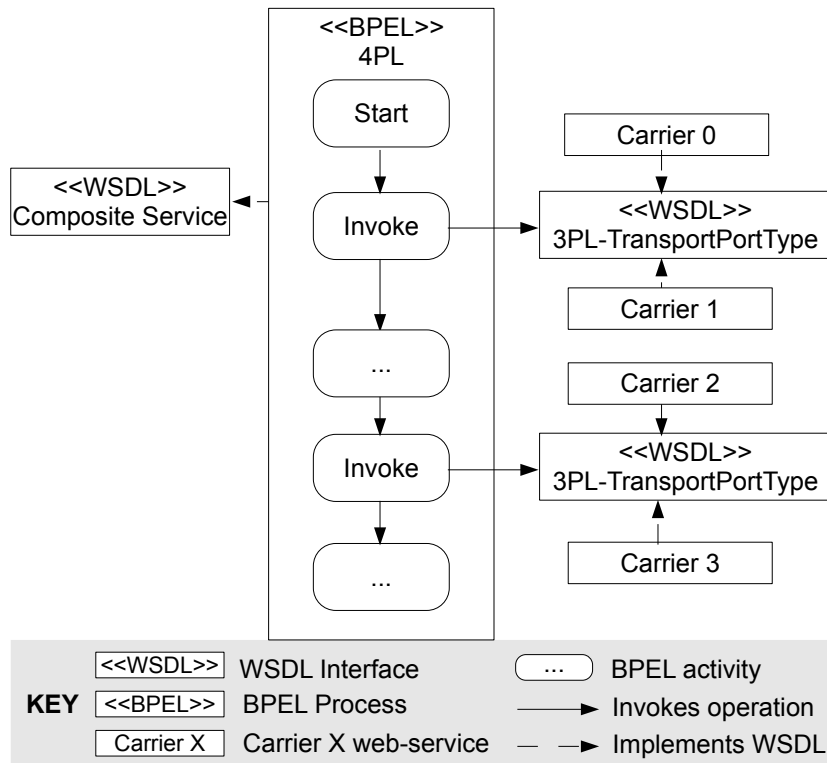 <<BPEL>>
4PL
Start
Carrier 0
<<WSDL>>
Composite Service
Invoke
<<WSDL>>
3PL-TransportPortType
Carrier 1
...
Carrier 2
Invoke
<<WSDL>>
3PL-TransportPortType
...
Carrier 3
KEY
<<WSDL>> WSDL Interface
<<BPEL>> BPEL Process
Carrier X Carrier X web-service
... BPEL activity
Invokes operation
Implements WSDL